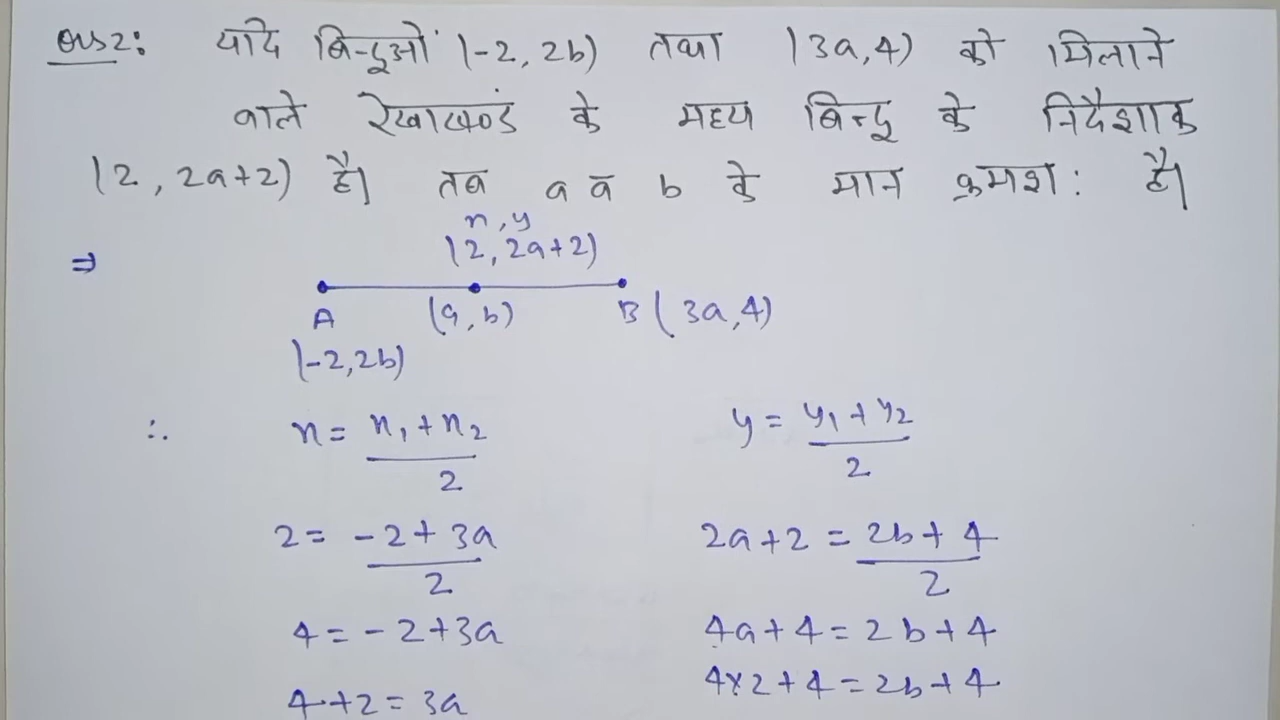 Qus2: यदि बिन्दुओं (-2, 2b) तथा (3a, 4) को मिलाने
वाले रेखाखण्ड के मध्य बिन्दू के निर्देशाक
(2, 2a+2) है। तब a व b के मान क्रमश: है।
x, y
⇒ (2, 2a+2)
A (a, b) B (3a, 4)
(-2, 2b)
∴ x = x₁ + x₂ / 2 y = y₁ + y₂ / 2
2 = -2 + 3a / 2 2a + 2 = 2b + 4 / 2
4 = -2 + 3a 4a + 4 = 2b + 4
4 + 2 = 3a 4×2 + 4 = 2b + 4